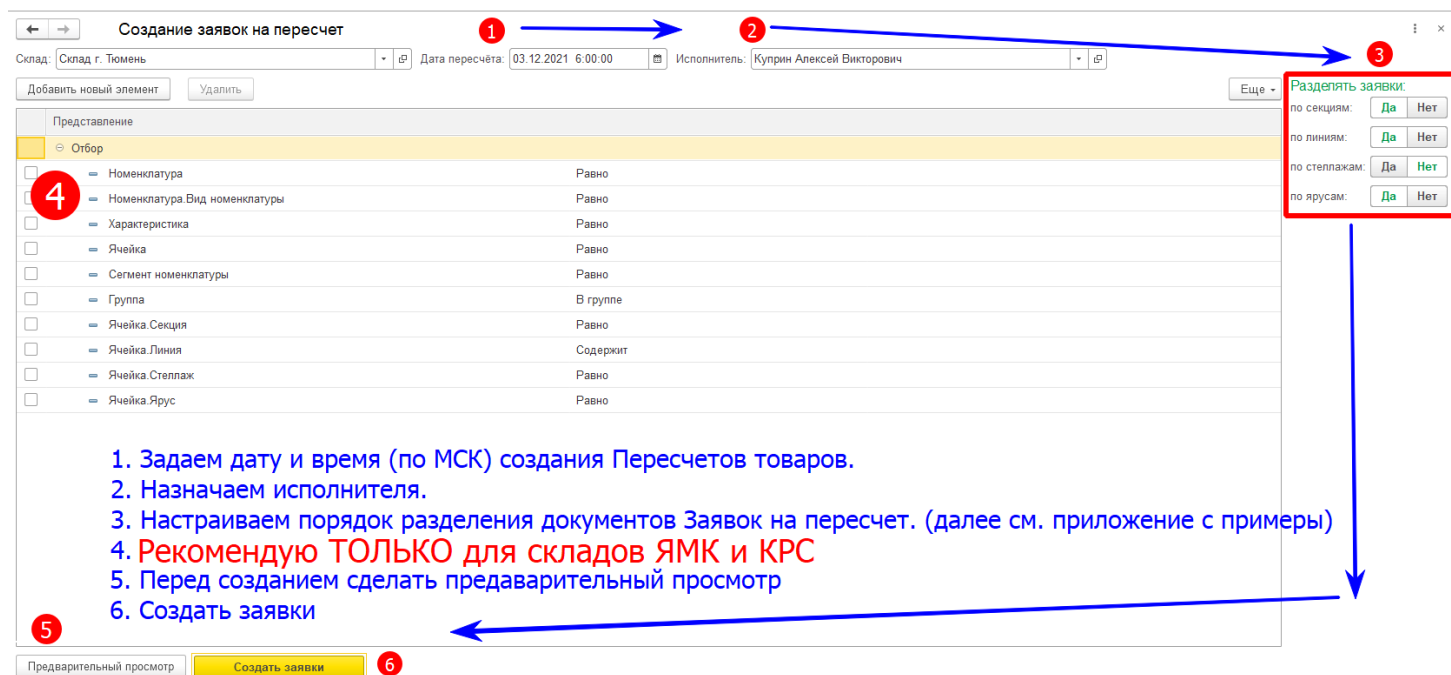 Создание заявок на пересчет
1
2
3
Склад: Склад г. Тюмень Дата пересчёта: 03.12.2021 6:00:00 Исполнитель: Куприн Алексей Викторович
Добавить новый элемент Удалить Еще
Разделять заявки:
по секциям: Да Нет
по линиям: Да Нет
по стеллажам: Да Нет
по ярусам: Да Нет
Представление
Отбор
4
Номенклатура Равно
Номенклатура.Вид номенклатуры Равно
Характеристика Равно
Ячейка Равно
Сегмент номенклатуры Равно
Группа В группе
Ячейка.Секция Равно
Ячейка.Линия Содержит
Ячейка.Стеллаж Равно
Ячейка.Ярус Равно
1. Задаем дату и время (по МСК) создания Пересчетов товаров.
2. Назначаем исполнителя.
3. Настраиваем порядок разделения документов Заявок на пересчет. (далее см. приложение с примеры)
4. Рекомендую ТОЛЬКО для складов ЯМК и КРС
5. Перед созданием сделать предаварительный просмотр
6. Создать заявки
5
Предварительный просмотр Создать заявки 6